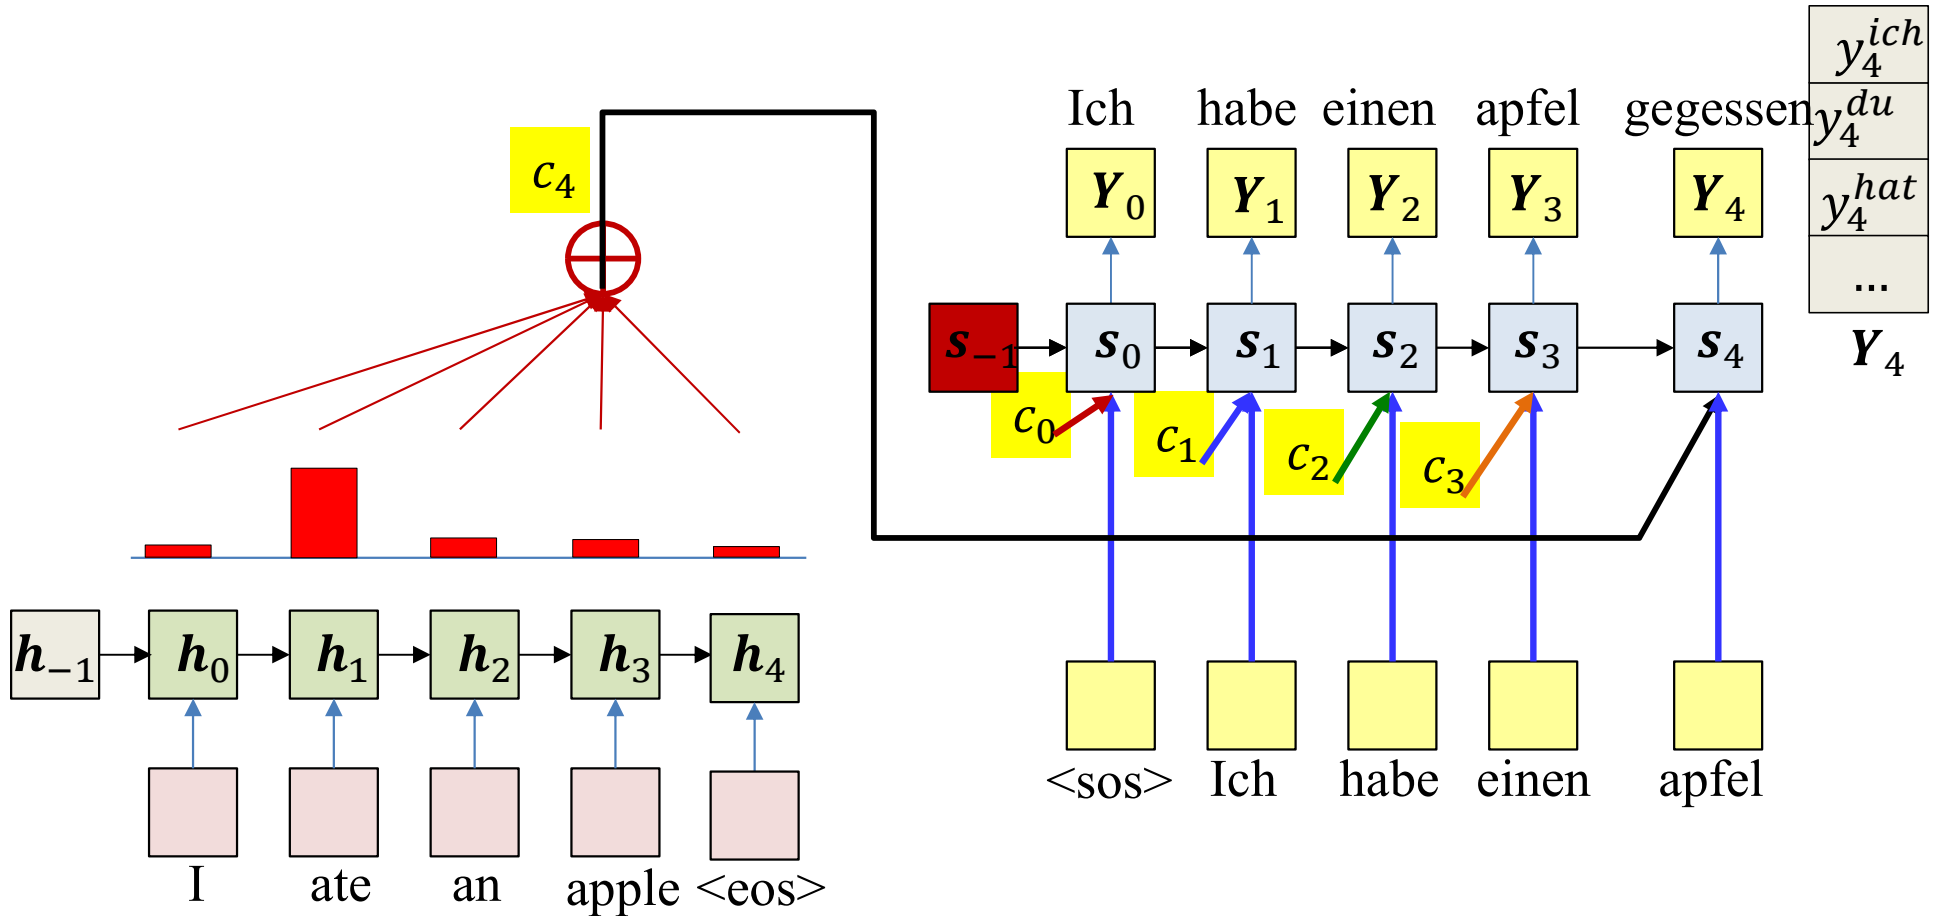 Ich habe einen apfel gegessen
Y₀ Y₁ Y₂ Y₃ Y₄
y₄^ich
y₄^du
y₄^hat
...
Y₄
c₄
s₋₁ s₀ s₁ s₂ s₃ s₄
c₀ c₁ c₂ c₃
h₋₁ h₀ h₁ h₂ h₃ h₄
I ate an apple <eos>
<sos> Ich habe einen apfel